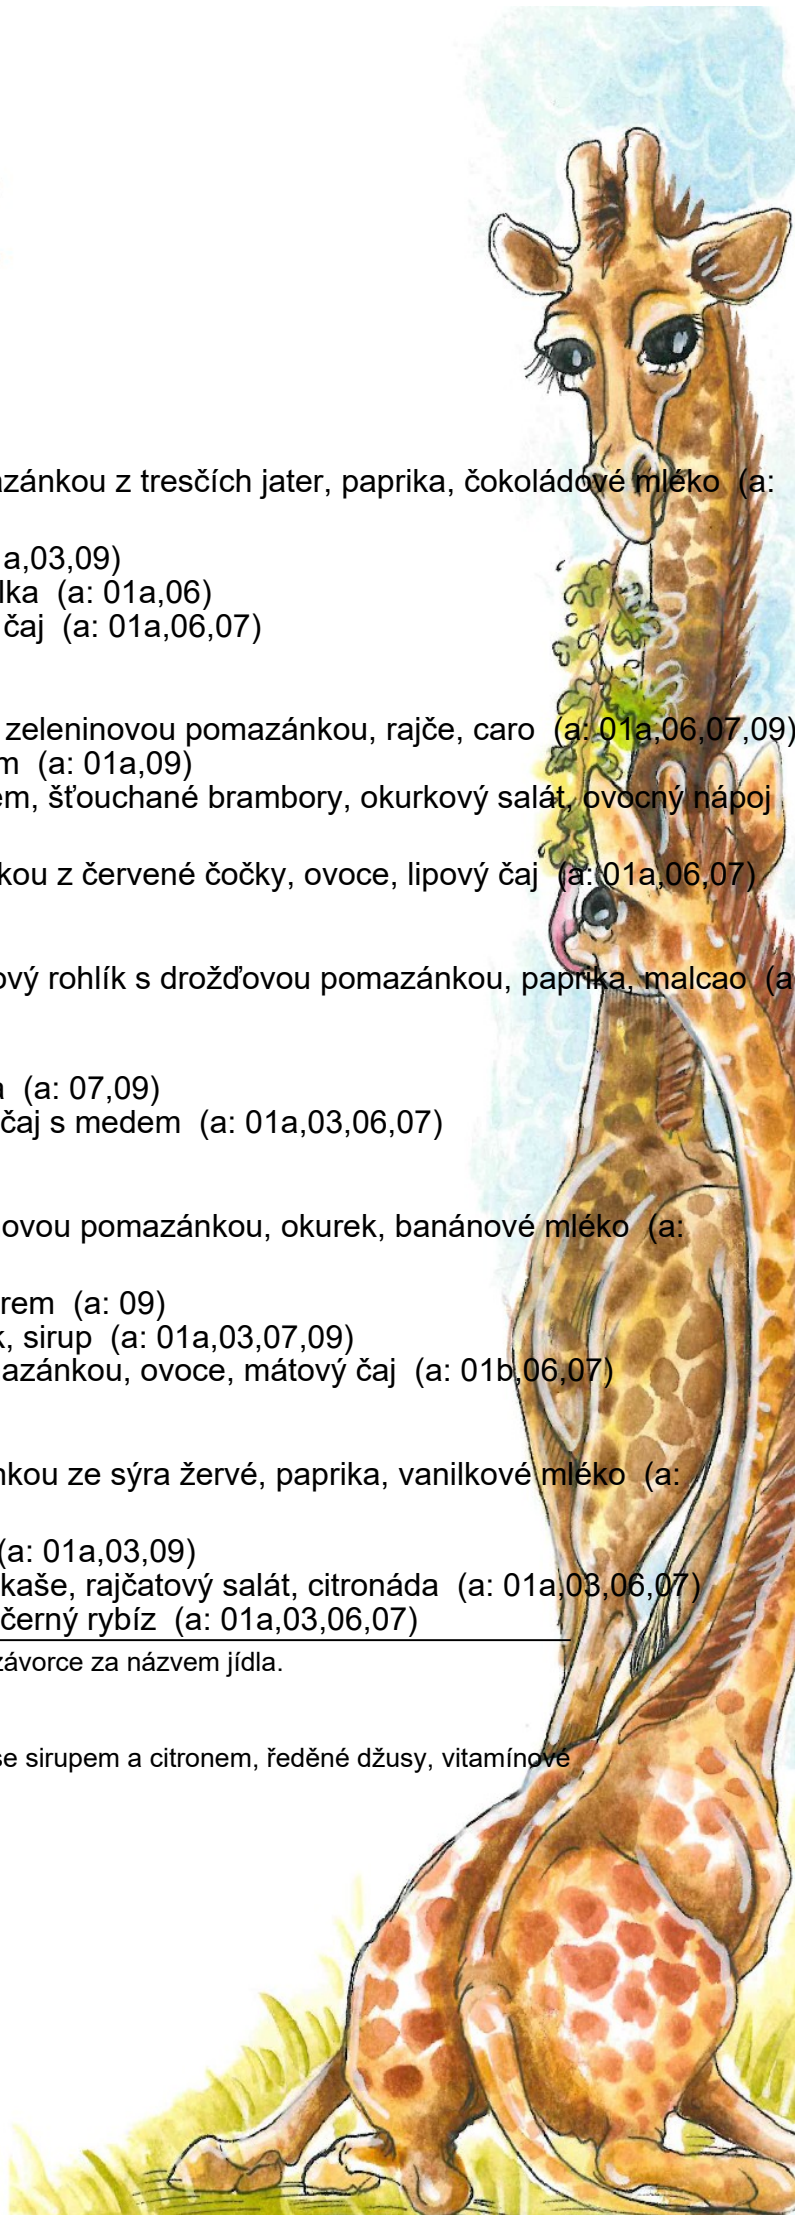 azánkou z tresčích jater, paprika, čokoládové mléko (a:
a,03,09)
lka (a: 01a,06)
čaj (a: 01a,06,07)
zeleninovou pomazánkou, rajče, caro (a: 01a,06,07,09)
m (a: 01a,09)
em, šťouchané brambory, okurkový salát, ovocný nápoj
kou z červené čočky, ovoce, lipový čaj (a: 01a,06,07)
ový rohlík s drožďovou pomazánkou, paprika, malcao (a
a (a: 07,09)
čaj s medem (a: 01a,03,06,07)
ovou pomazánkou, okurek, banánové mléko (a:
rem (a: 09)
k, sirup (a: 01a,03,07,09)
azánkou, ovoce, mátový čaj (a: 01b,06,07)
nkou ze sýra žervé, paprika, vanilkové mléko (a:
(a: 01a,03,09)
kaše, rajčatový salát, citronáda (a: 01a,03,06,07)
černý rybíz (a: 01a,03,06,07)
závorce za názvem jídla.
se sirupem a citronem, ředěné džusy, vitamínové